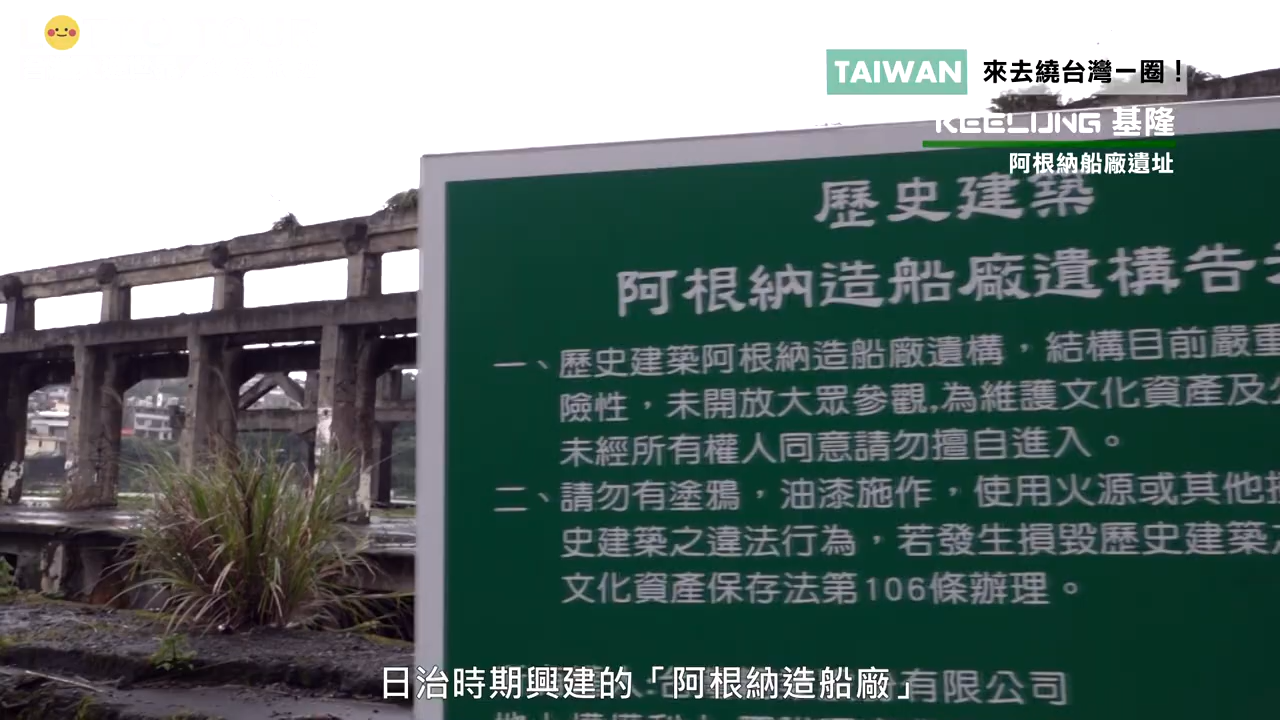 TAIWAN 來去繞台灣一圈！
KEELUNG 基隆
阿根納船廠遺址
歷史建築
阿根納造船廠遺構告
一、歷史建築阿根納造船廠遺構，結構目前嚴重
險性，未開放大眾參觀,為維護文化資產及
未經所有權人同意請勿擅自進入。
二、請勿有塗鴉，油漆施作，使用火源或其他
史建築之違法行為，若發生損毀歷史建築
文化資產保存法第106條辦理。
有限公司
日治時期興建的「阿根納造船廠」